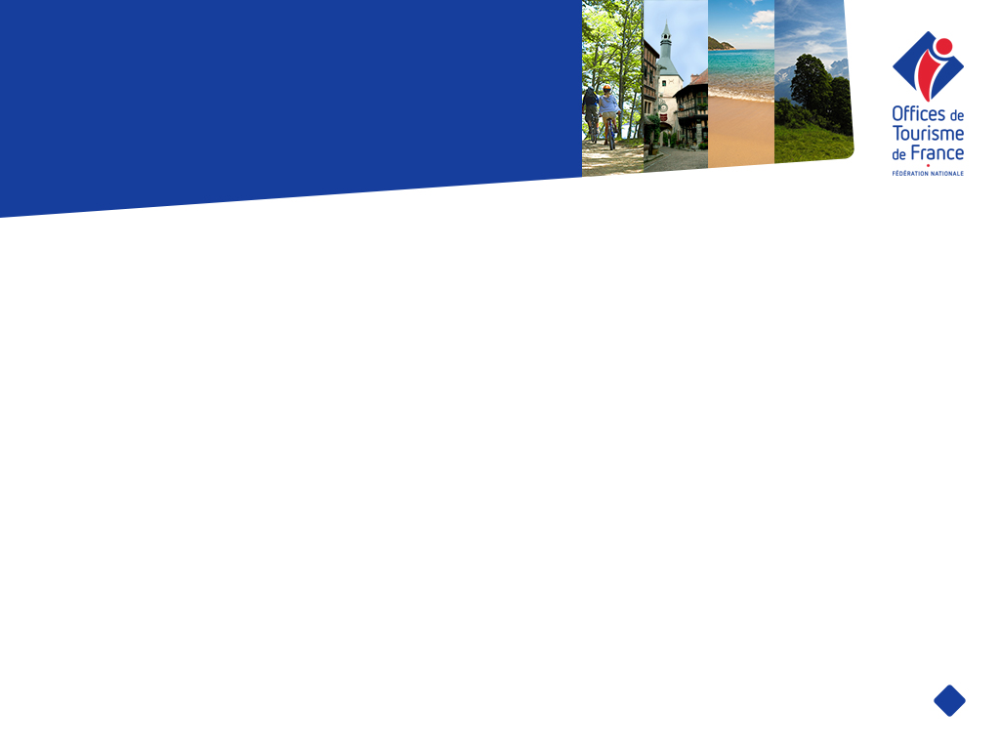 Offices de
Tourisme
de France
FÉDÉRATION NATIONALE